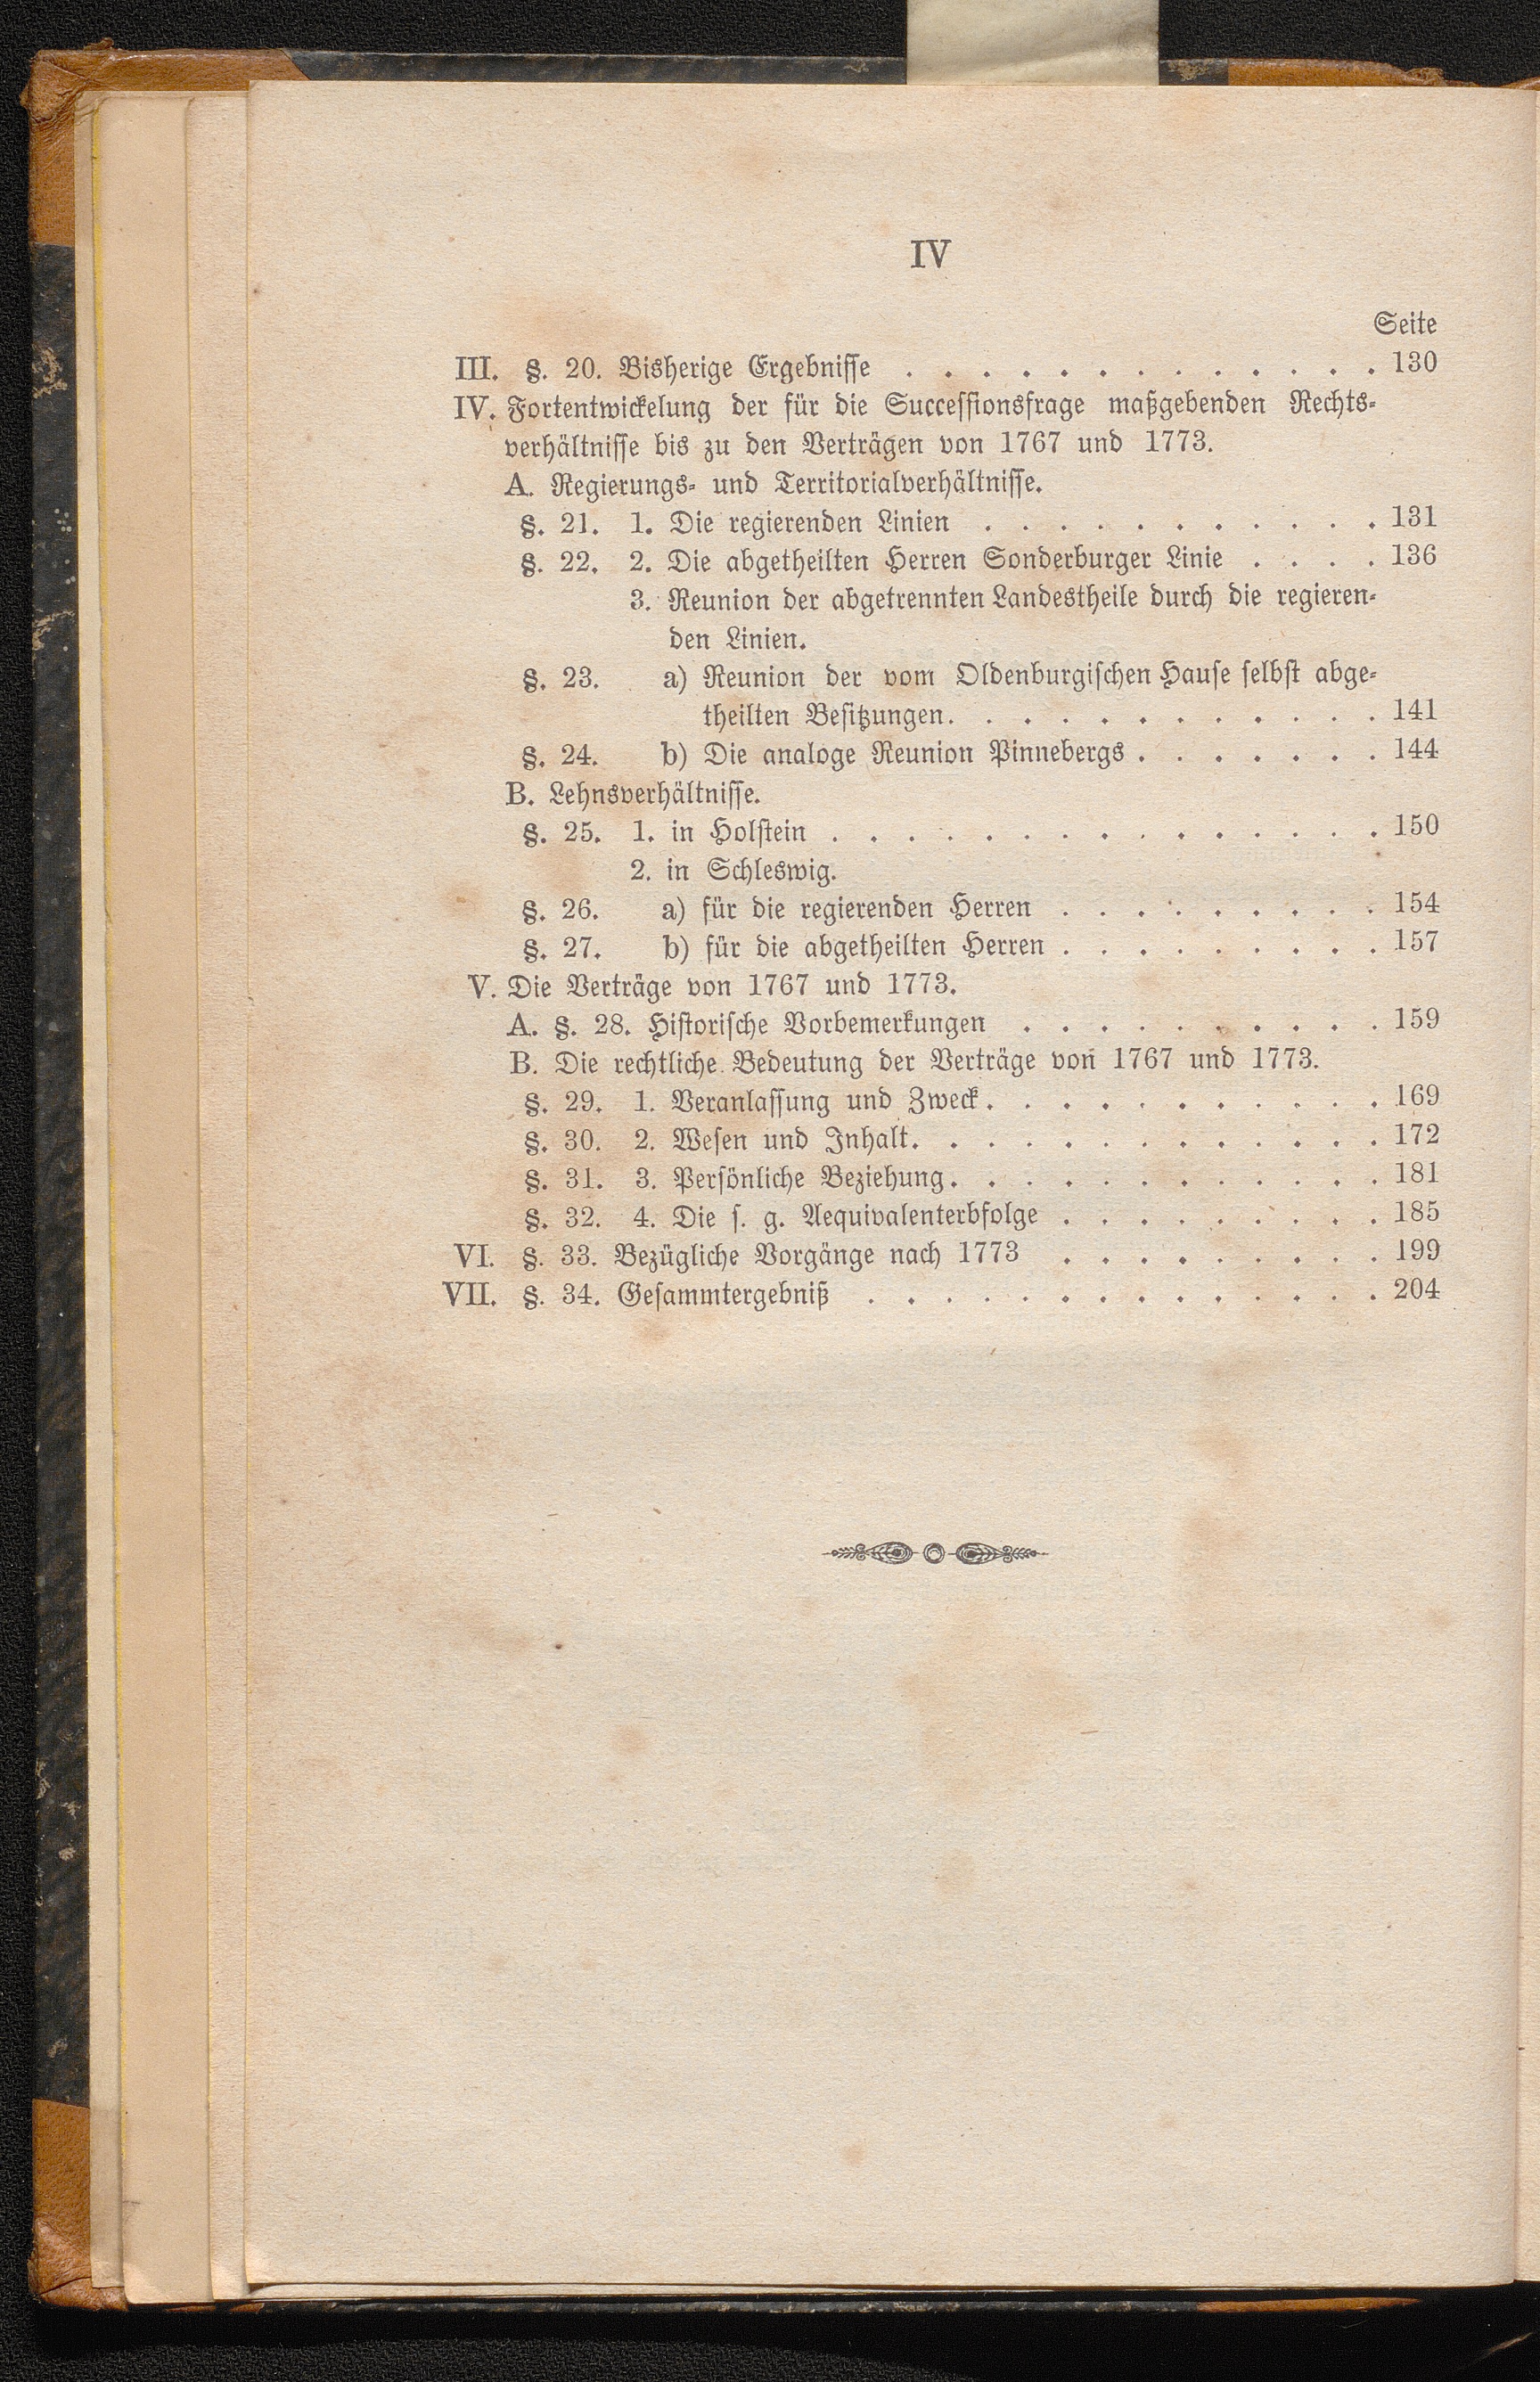 IV
Seite
III. §. 20. Bisherige Ergebnisse . . . . . . . . . . . . . 130
IV. Fortentwickelung der für die Successionsfrage maßgebenden Rechts-
verhältnisse bis zu den Verträgen von 1767 und 1773.
A. Regierungs- und Territorialverhältnisse.
§. 21. 1. Die regierenden Linien . . . . . . . . . . . 131
§. 22. 2. Die abgetheilten Herren Sonderburger Linie . . . . 136
3. Reunion der abgetrennten Landestheile durch die regieren-
den Linien.
§. 23. a) Reunion der vom Oldenburgischen Hause selbst abge-
theilten Besitzungen. . . . . . . . . . . . 141
§. 24. b) Die analoge Reunion Pinnebergs . . . . . . . 144
B. Lehnsverhältnisse.
§. 25. 1. in Holstein . . . . . . . . . . . . . . . 150
2. in Schleswig.
§. 26. a) für die regierenden Herren . . . . . . . . . 154
§. 27. b) für die abgetheilten Herren . . . . . . . . . 157
V. Die Verträge von 1767 und 1773.
A. §. 28. Historische Vorbemerkungen . . . . . . . . . . 159
B. Die rechtliche Bedeutung der Verträge von 1767 und 1773.
§. 29. 1. Veranlassung und Zweck. . . . . . . . . . . 169
§. 30. 2. Wesen und Inhalt. . . . . . . . . . . . . 172
§. 31. 3. Persönliche Beziehung. . . . . . . . . . . . 181
§. 32. 4. Die s. g. Aequivalenterbfolge . . . . . . . . . 185
VI. §. 33. Bezügliche Vorgänge nach 1773 . . . . . . . . . 199
VII. §. 34. Gesammtergebniß . . . . . . . . . . . . . . 204